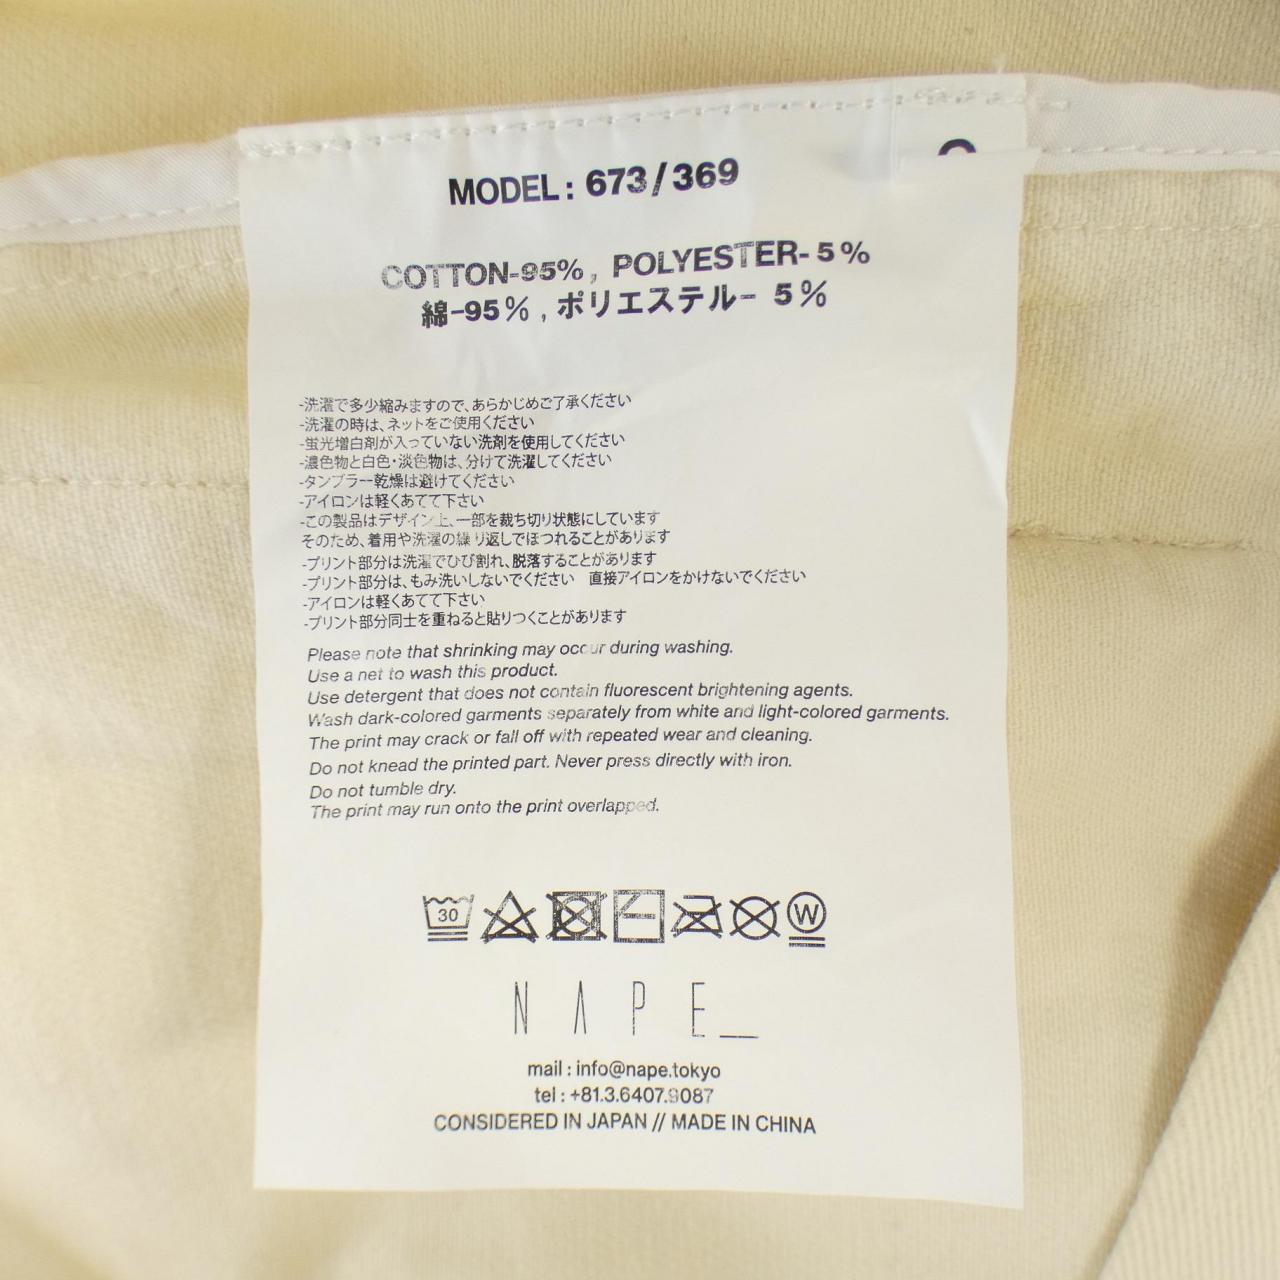 MODEL : 673 / 369
COTTON-95% , POLYESTER- 5%
綿-95% , ポリエステル- 5%
-洗濯で多少縮みますので、あらかじめご了承ください
-洗濯の時は、ネットをご使用ください
-蛍光増白剤が入っていない洗剤を使用してください
-濃色物と白色・淡色物は、分けて洗濯してください
-タンブラー乾燥は避けてください
-アイロンは軽くあてて下さい
-この製品はデザイン上、一部を裁ち切り状態にしています
そのため、着用や洗濯の繰り返しでほつれることがあります
-プリント部分は洗濯でひび割れ、脱落することがあります
-プリント部分は、もみ洗いしないでください 直接アイロンをかけないでください
-アイロンは軽くあてて下さい
-プリント部分同士を重ねると貼りつくことがあります
Please note that shrinking may occur during washing.
Use a net to wash this product.
Use detergent that does not contain fluorescent brightening agents.
Wash dark-colored garments separately from white and light-colored garments.
The print may crack or fall off with repeated wear and cleaning.
Do not knead the printed part. Never press directly with iron.
Do not tumble dry.
The print may run onto the print overlapped.
30 W
NAPE_
mail : info@nape.tokyo
tel : +81.3.6407.9087
CONSIDERED IN JAPAN // MADE IN CHINA